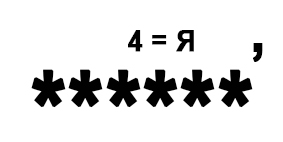 4 = Я ,
******